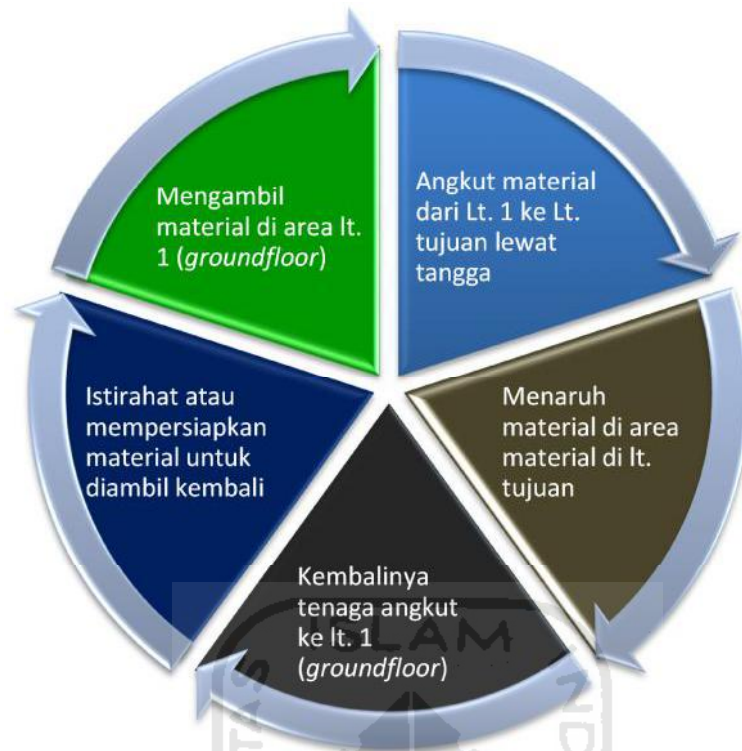 Mengambil
material di area lt.
1 (groundfloor)
Angkut material
dari Lt. 1 ke Lt.
tujuan lewat
tangga
Menaruh
material di area
material di lt.
tujuan
Kembalinya
tenaga angkut
ke lt. 1
(groundfloor)
Istirahat atau
mempersiapkan
material untuk
diambil kembali
ISLAM